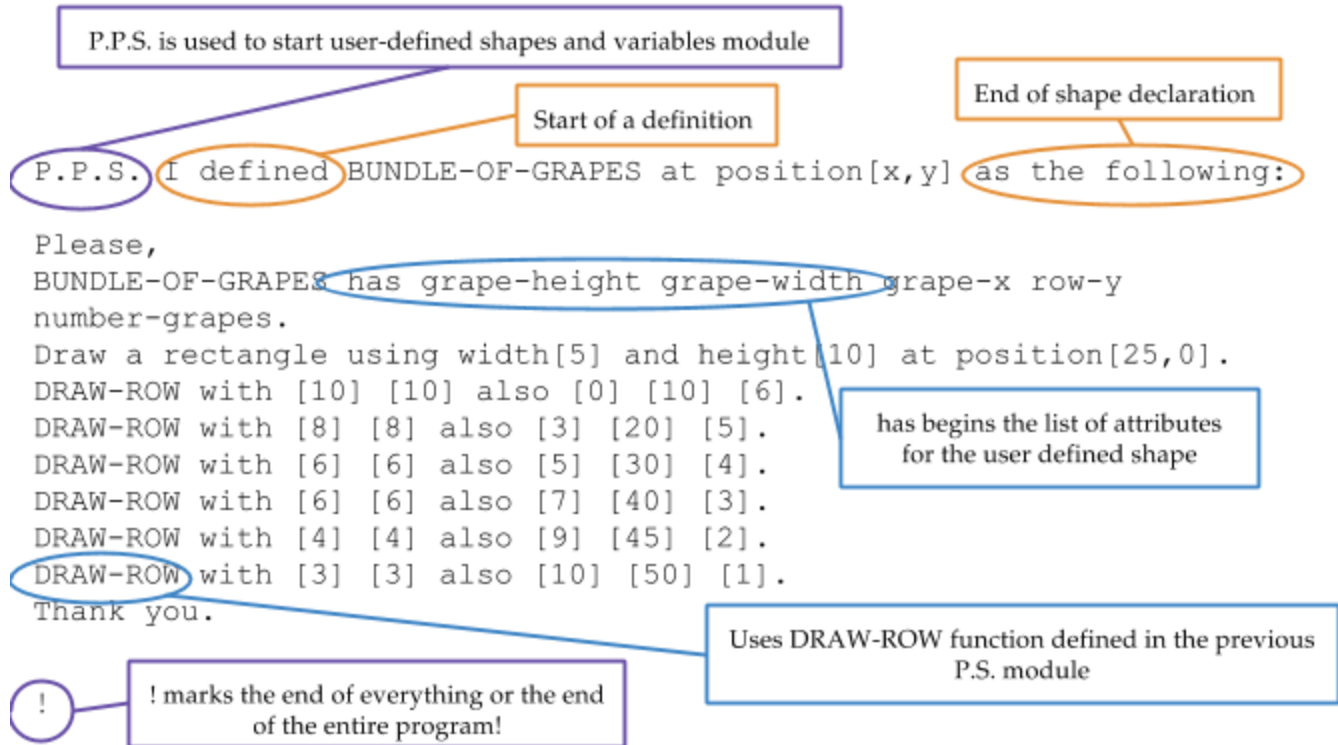 P.P.S. is used to start user-defined shapes and variables module
Start of a definition
End of shape declaration
P.P.S. I defined BUNDLE-OF-GRAPES at position[x,y] as the following:
Please,
BUNDLE-OF-GRAPES has grape-height grape-width grape-x row-y
number-grapes.
Draw a rectangle using width[5] and height[10] at position[25,0].
DRAW-ROW with [10] [10] also [0] [10] [6].
DRAW-ROW with [8] [8] also [3] [20] [5].
DRAW-ROW with [6] [6] also [5] [30] [4].
DRAW-ROW with [6] [6] also [7] [40] [3].
DRAW-ROW with [4] [4] also [9] [45] [2].
DRAW-ROW with [3] [3] also [10] [50] [1].
Thank you.
has begins the list of attributes
for the user defined shape
Uses DRAW-ROW function defined in the previous
P.S. module
!
! marks the end of everything or the end
of the entire program!